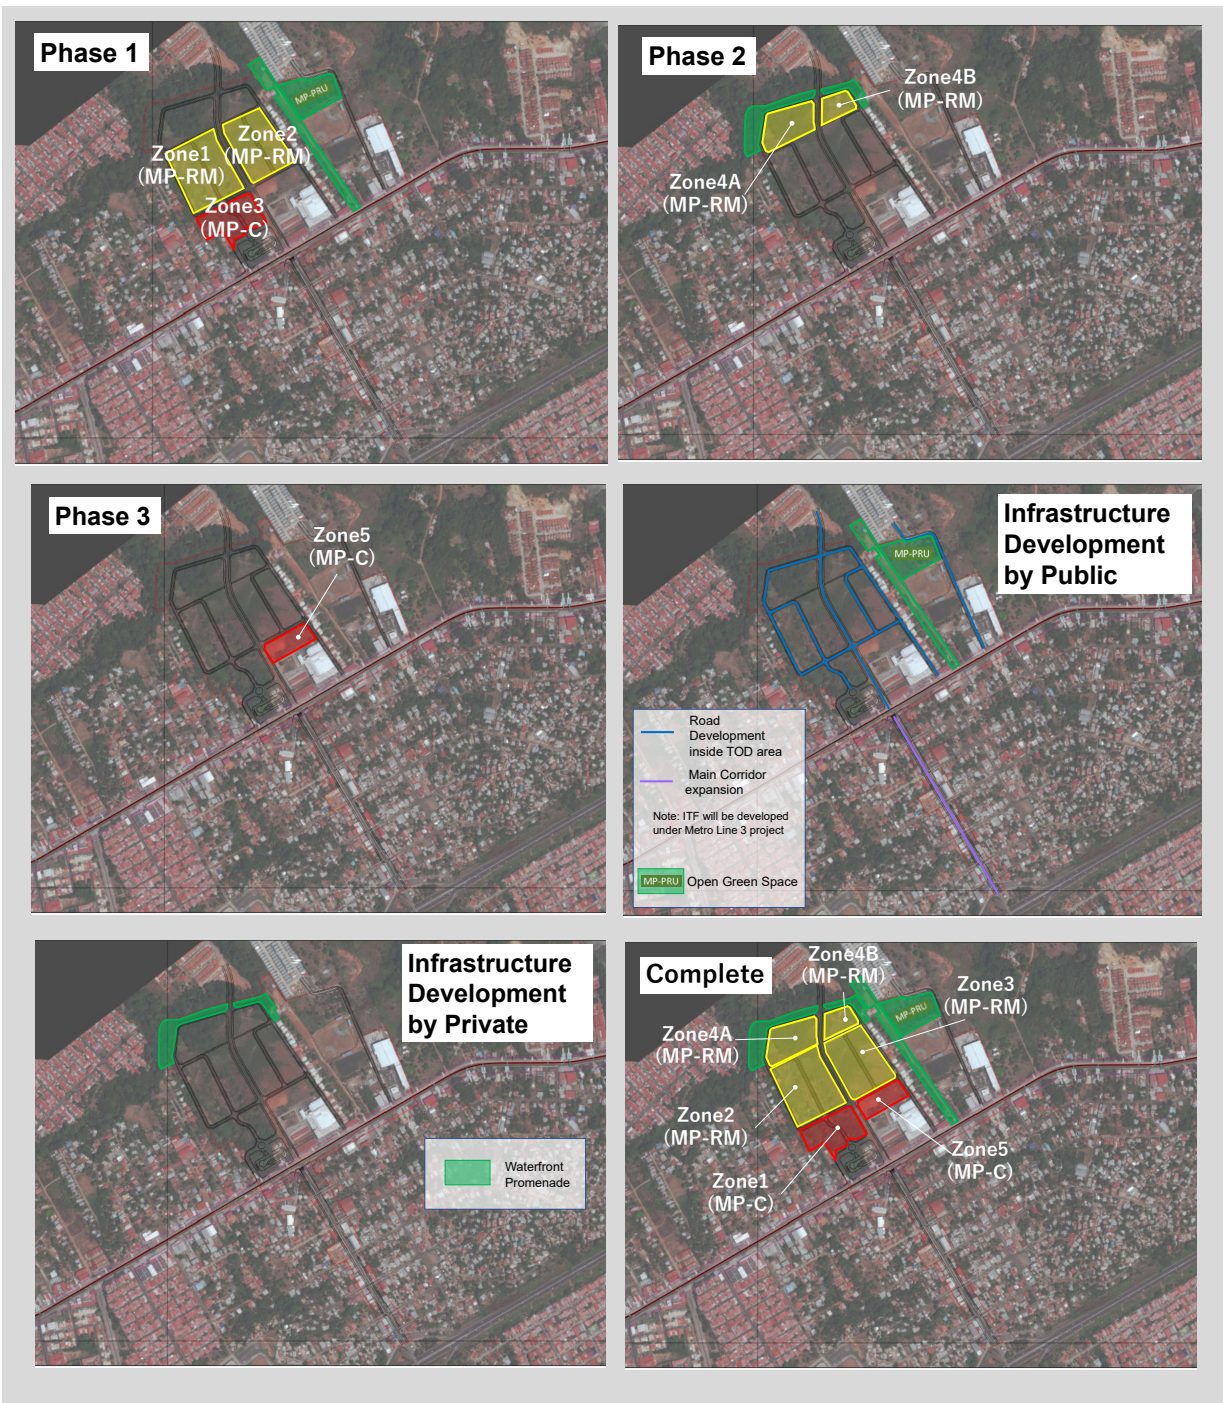 Phase 1
MP-PRU
Zone2
(MP-RM)
Zone1
(MP-RM)
Zone3
(MP-C)
Phase 2
Zone4B
(MP-RM)
Zone4A
(MP-RM)
Phase 3
Zone5
(MP-C)
Infrastructure
Development
by Public
MP-PRU
Road
Development
inside TOD area
Main Corridor
expansion
Note: ITF will be developed
under Metro Line 3 project
MP-PRU Open Green Space
Infrastructure
Development
by Private
Waterfront
Promenade
Complete
Zone4B
(MP-RM)
Zone3
(MP-RM)
MP-PRU
Zone4A
(MP-RM)
Zone2
(MP-RM)
Zone5
(MP-C)
Zone1
(MP-C)